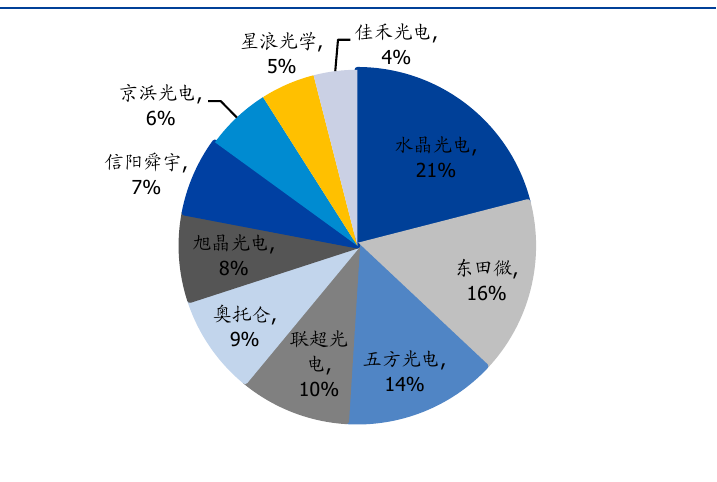 佳禾光电,
4%
星浪光学,
5%
京浜光电,
6%
信阳舜宇,
7%
旭晶光电,
8%
奥托仑,
9%
联超光
电,
10%
五方光电,
14%
东田微,
16%
水晶光电,
21%